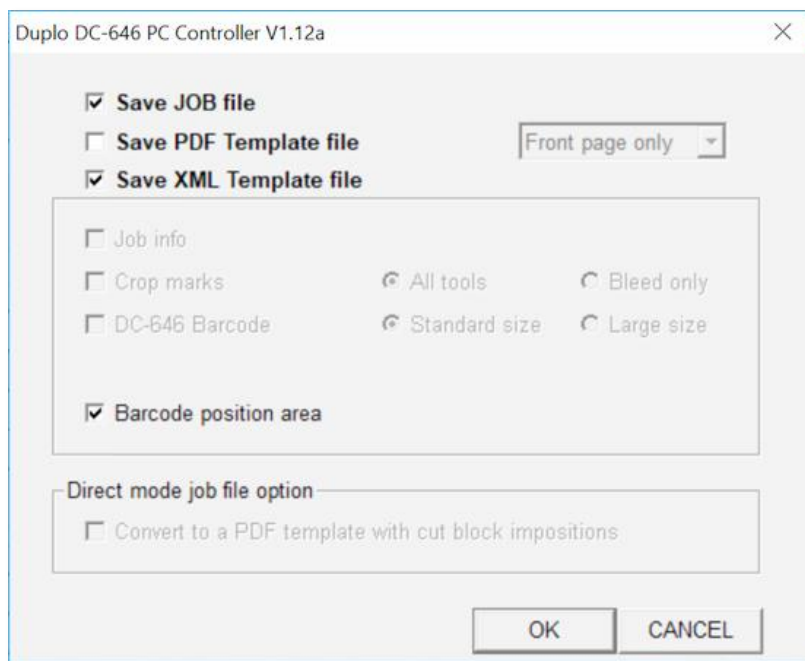 Duplo DC-646 PC Controller V1.12a
Save JOB file
Save PDF Template file Front page only
Save XML Template file
Job info
Crop marks All tools Bleed only
DC-646 Barcode Standard size Large size
Barcode position area
Direct mode job file option
Convert to a PDF template with cut block impositions
OK CANCEL